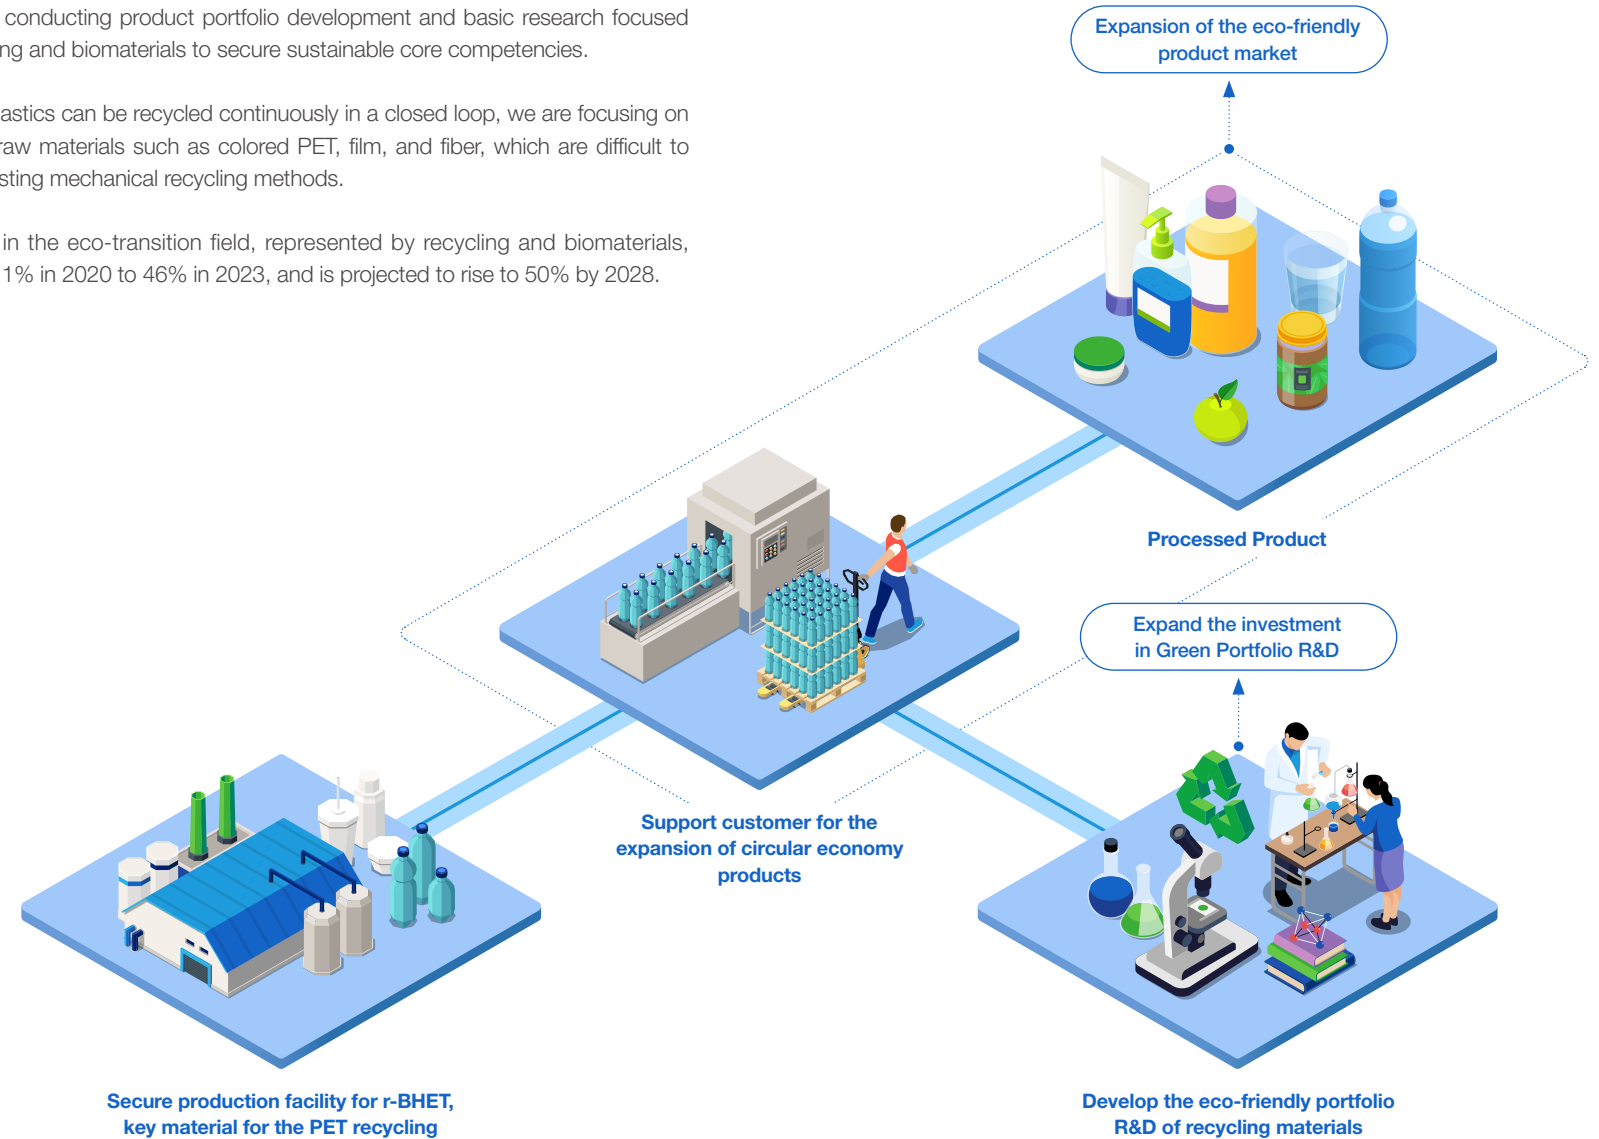 conducting product portfolio development and basic research focused
ing and biomaterials to secure sustainable core competencies.
astics can be recycled continuously in a closed loop, we are focusing on
raw materials such as colored PET, film, and fiber, which are difficult to
sting mechanical recycling methods.
in the eco-transition field, represented by recycling and biomaterials,
1% in 2020 to 46% in 2023, and is projected to rise to 50% by 2028.
Expansion of the eco-friendly
product market
Processed Product
Expand the investment
in Green Portfolio R&D
Support customer for the
expansion of circular economy
products
Secure production facility for r-BHET,
key material for the PET recycling
Develop the eco-friendly portfolio
R&D of recycling materials